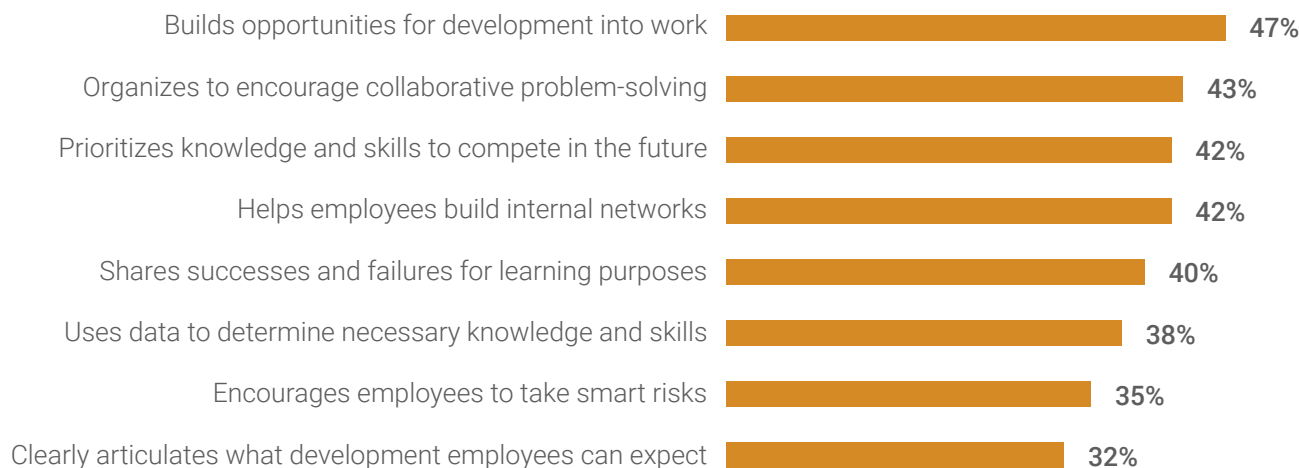 Builds opportunities for development into work 47%
Organizes to encourage collaborative problem-solving 43%
Prioritizes knowledge and skills to compete in the future 42%
Helps employees build internal networks 42%
Shares successes and failures for learning purposes 40%
Uses data to determine necessary knowledge and skills 38%
Encourages employees to take smart risks 35%
Clearly articulates what development employees can expect 32%